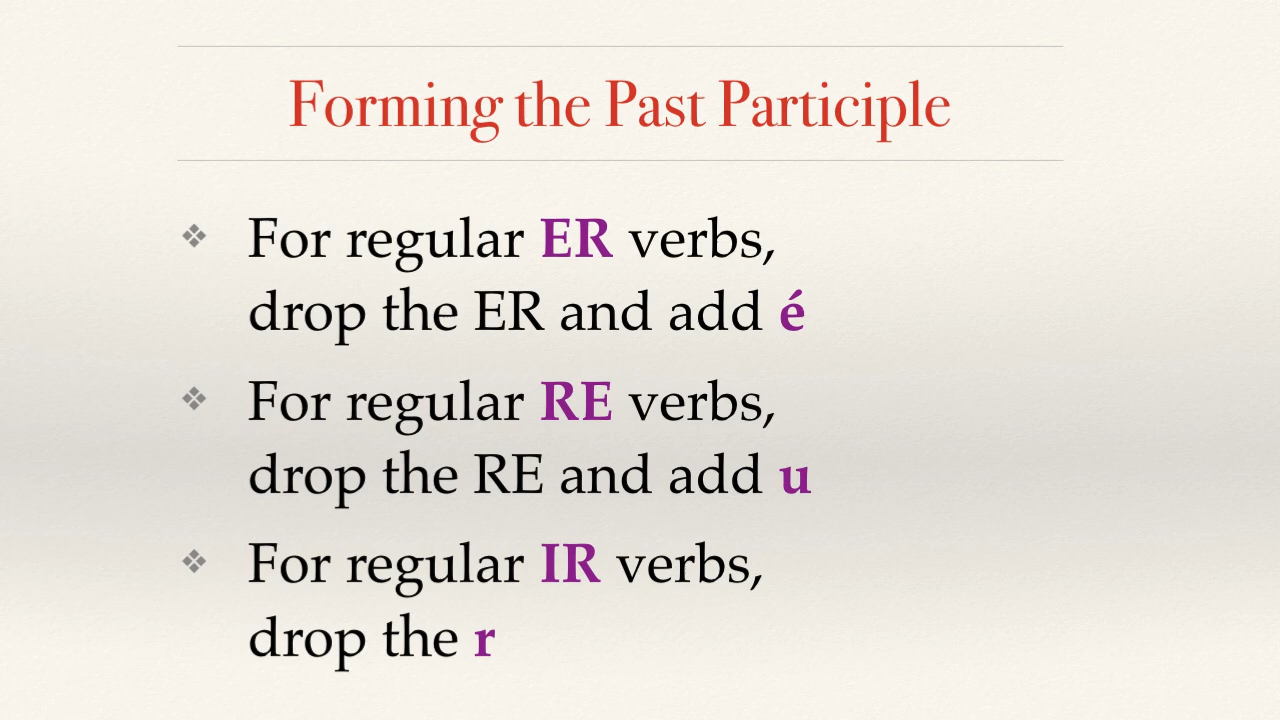 Forming the Past Participle
❖ For regular ER verbs,
drop the ER and add é
❖ For regular RE verbs,
drop the RE and add u
❖ For regular IR verbs,
drop the r